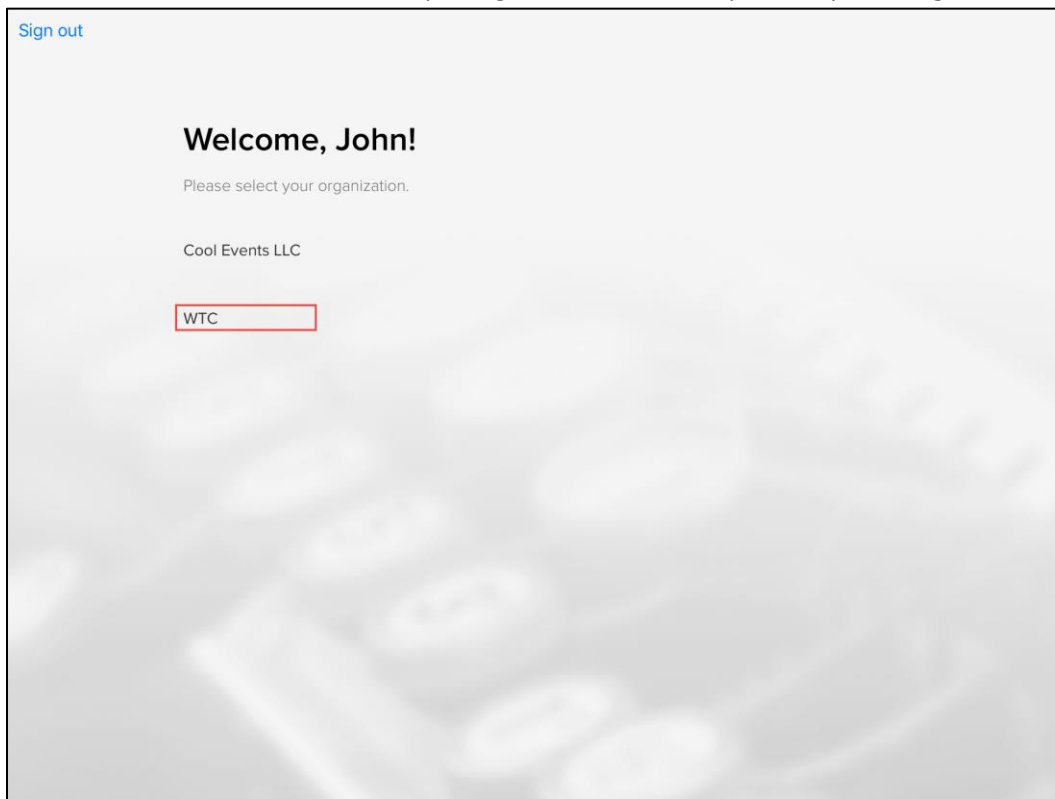 Sign out
Welcome, John!
Please select your organization.
Cool Events LLC
WTC